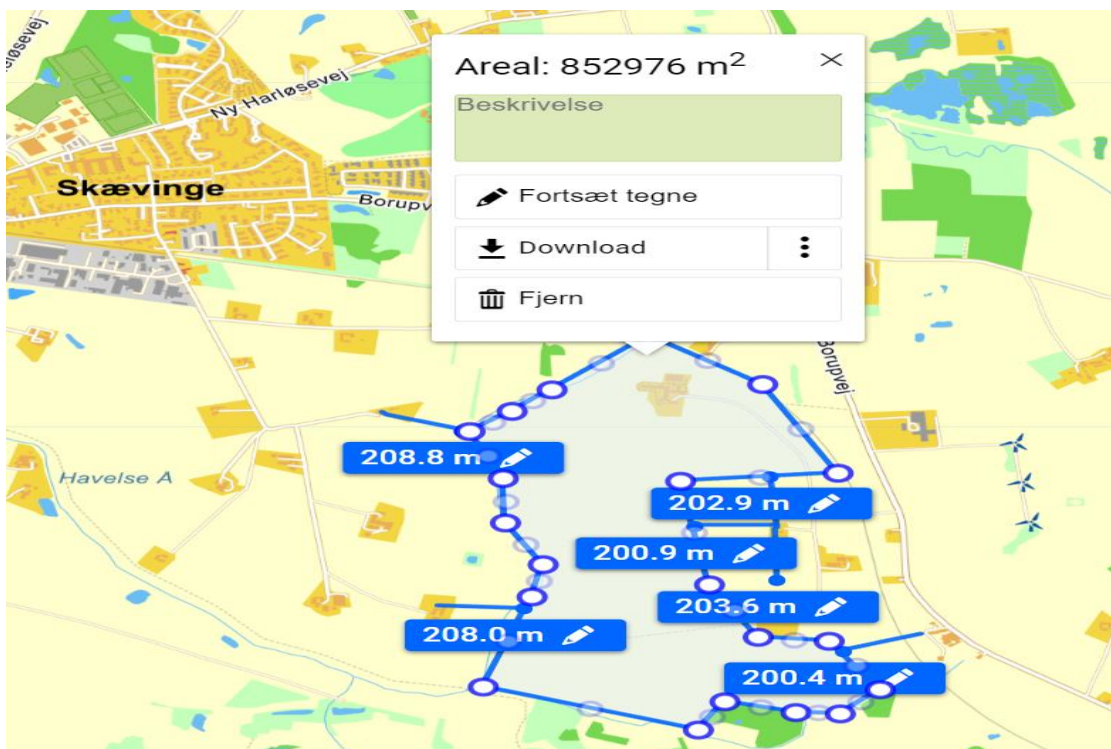 Areal: 852976 m²
Beskrivelse
Fortsæt tegne
Download
Fjern
Ny Harløsevej
Skævinge
Borupvej
Havelse Å
208.8 m
202.9 m
200.9 m
203.6 m
208.0 m
200.4 m